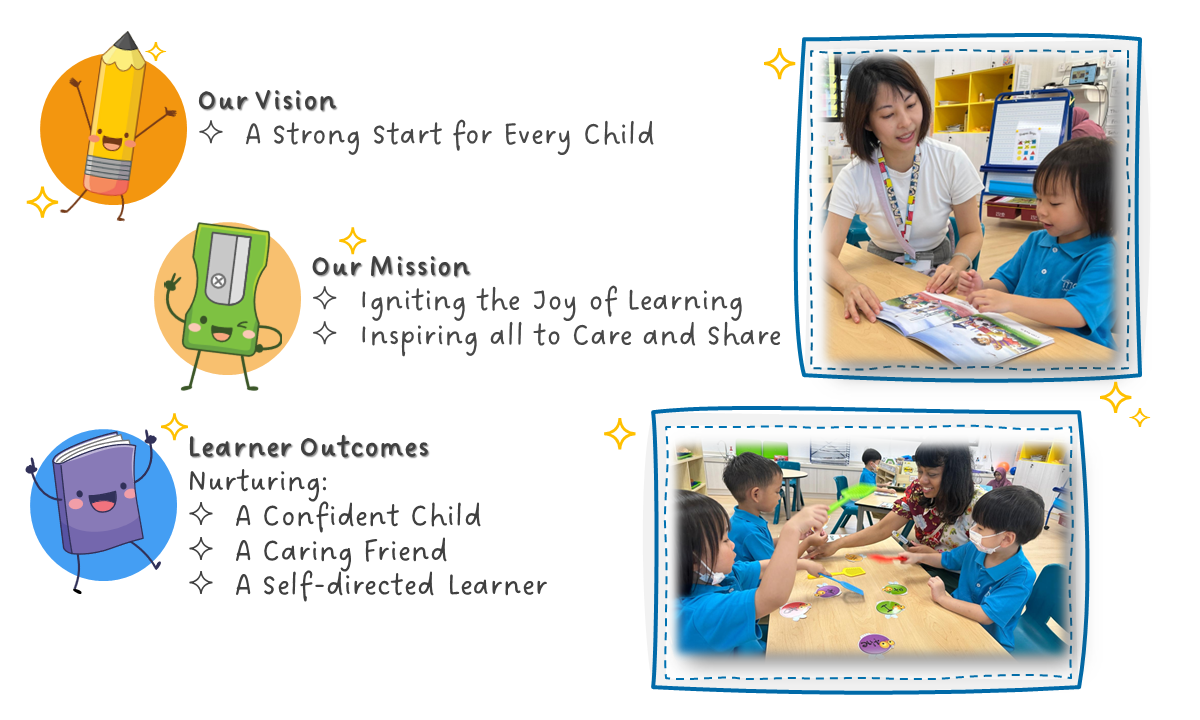 Our Vision
A Strong Start for Every Child
Our Mission
Igniting the Joy of Learning
Inspiring all to Care and Share
Learner Outcomes
Nurturing:
A Confident Child
A Caring Friend
A Self-directed Learner